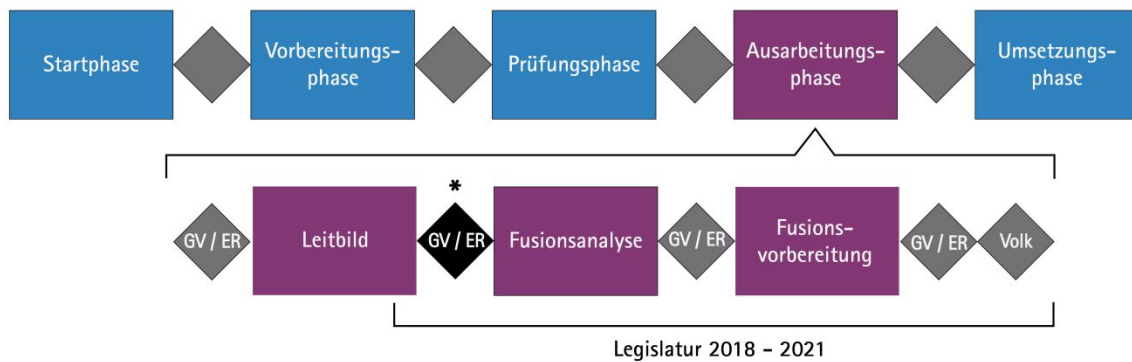 Startphase
Vorbereitungs-
phase
Prüfungsphase
Ausarbeitungs-
phase
Umsetzungs-
phase
*
GV / ER
Leitbild
GV / ER
Fusionsanalyse
GV / ER
Fusions-
vorbereitung
GV / ER
Volk
Legislatur 2018 - 2021